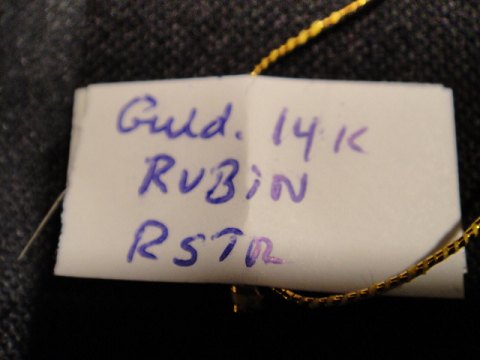 Guld. 14K
RUBiN
RSTR